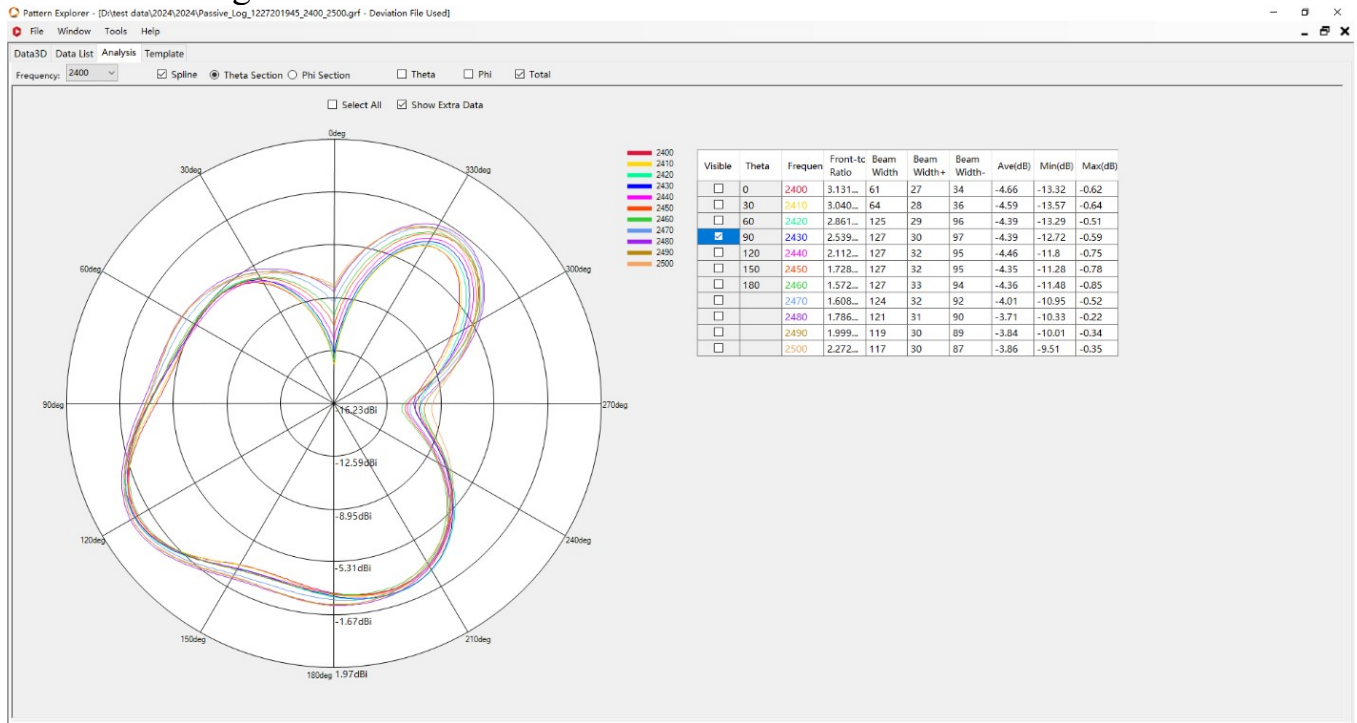 Pattern Explorer - [D:\test data\2024\2024\Passive_Log_1227201945_2400_2500.grf - Deviation File Used]
File Window Tools Help
Data3D Data List Analysis Template
Frequency: 2400 Spline Theta Section Phi Section Theta Phi Total
Select All Show Extra Data
0deg
30deg 330deg
60deg 300deg
90deg 270deg
120deg 240deg
150deg 210deg
180deg 1.97dBi
-16.23dBi
-12.59dBi
-8.95dBi
-5.31dBi
-1.67dBi
2400
2410
2420
2430
2440
2450
2460
2470
2480
2490
2500
Visible Theta Frequen Front-tc Ratio Beam Width Beam Width+ Beam Width- Ave(dB) Min(dB) Max(dB)
0 2400 3.131... 61 27 34 -4.66 -13.32 -0.62
30 2410 3.040... 64 28 36 -4.59 -13.57 -0.64
60 2420 2.861... 125 29 96 -4.39 -13.29 -0.51
90 2430 2.539... 127 30 97 -4.39 -12.72 -0.59
120 2440 2.112... 127 32 95 -4.46 -11.8 -0.75
150 2450 1.728... 127 32 95 -4.35 -11.28 -0.78
180 2460 1.572... 127 33 94 -4.36 -11.48 -0.85
2470 1.608... 124 32 92 -4.01 -10.95 -0.52
2480 1.786... 121 31 90 -3.71 -10.33 -0.22
2490 1.999... 119 30 89 -3.84 -10.01 -0.34
2500 2.272... 117 30 87 -3.86 -9.51 -0.35